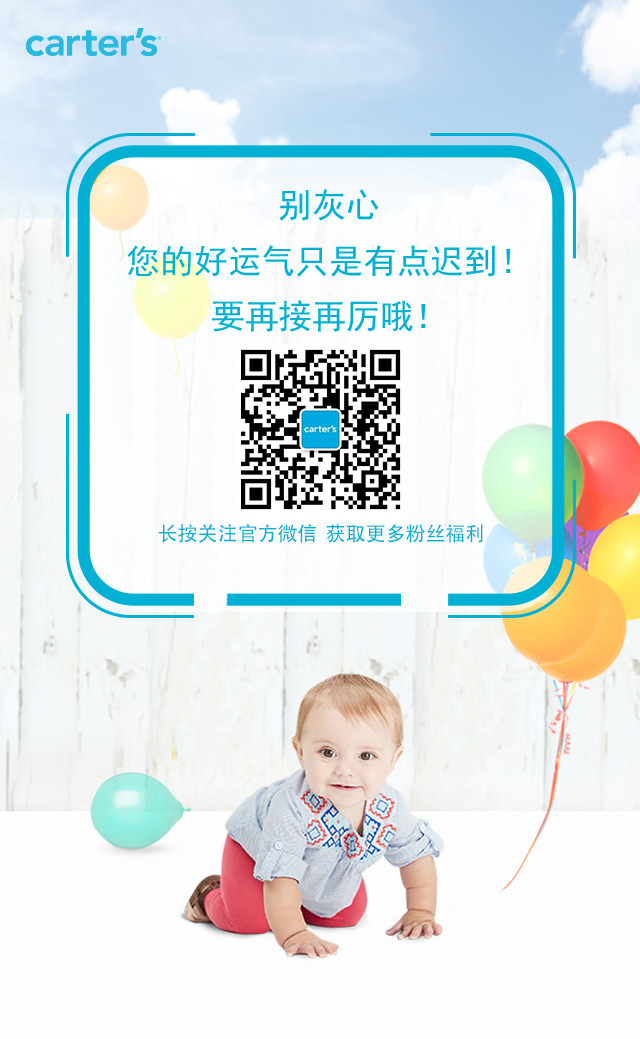 carter's
别灰心
您的好运气只是有点迟到！
要再接再厉哦！
carter's
长按关注官方微信 获取更多粉丝福利